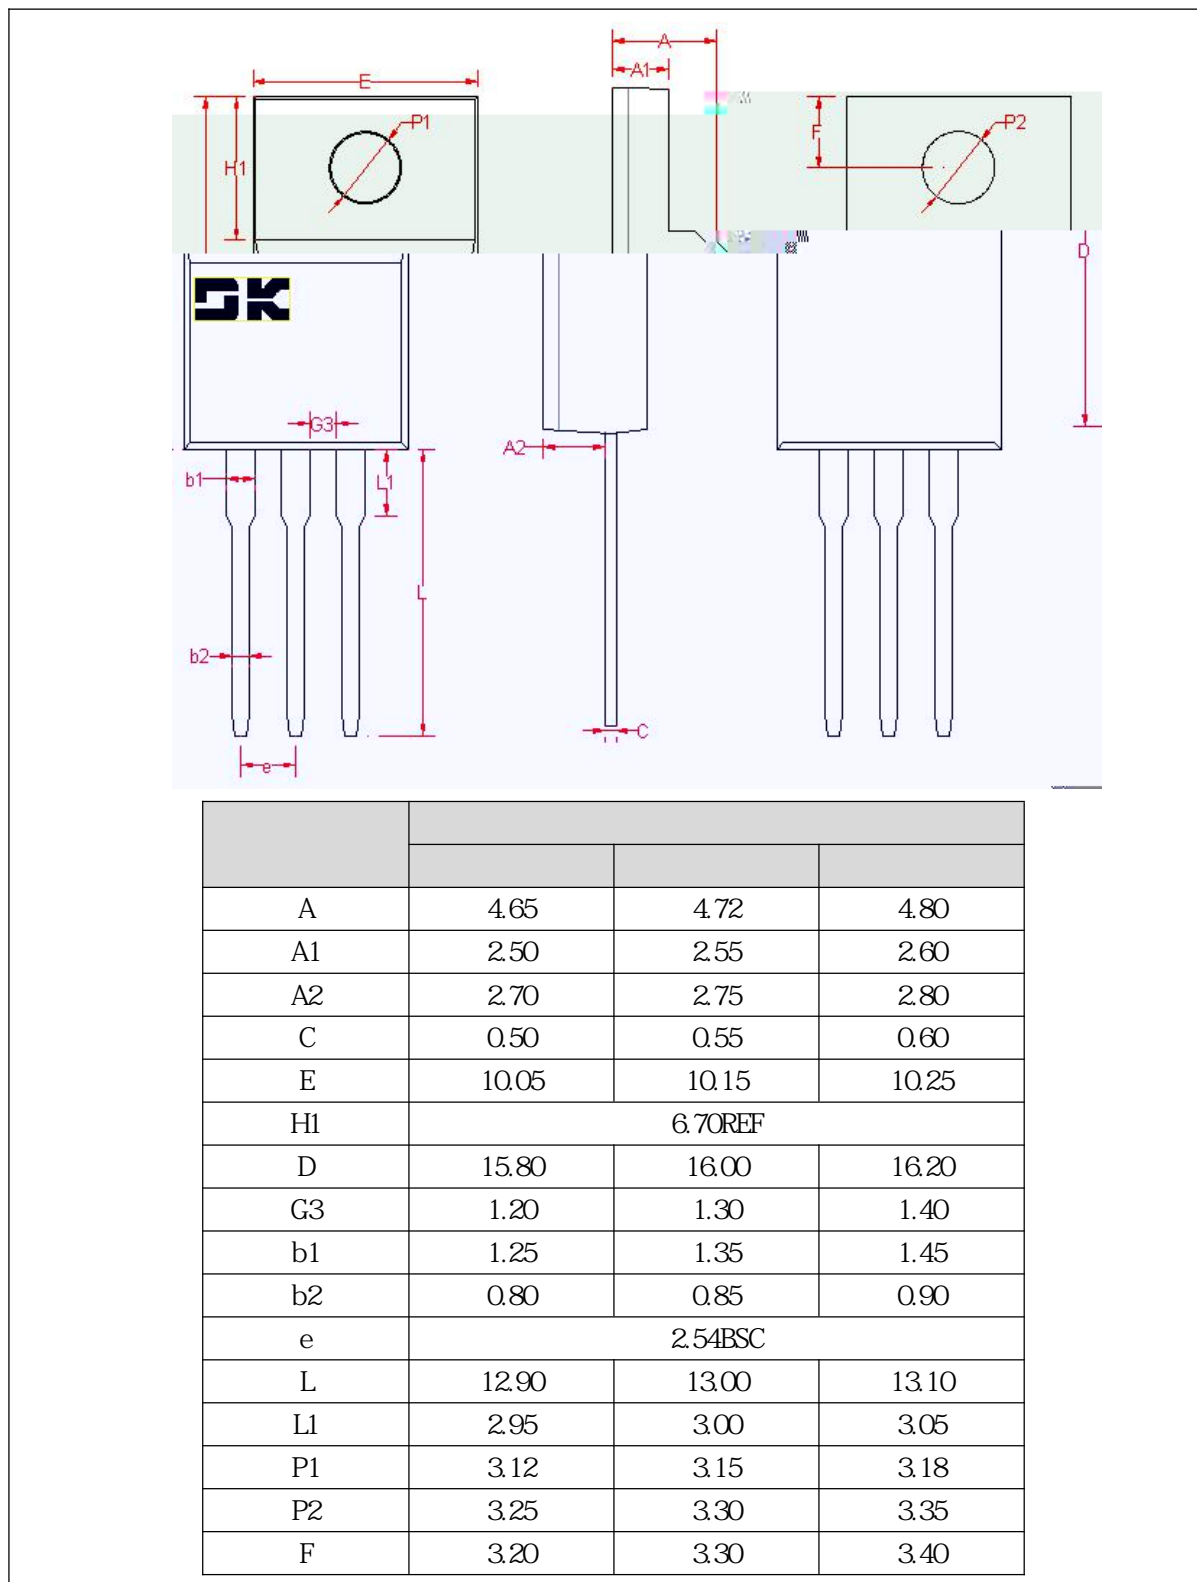 A
A1
E
P1
H1
F
P2
D
DK
G3
A2
b1
L1
L
b2
C
e
A 4.65 4.72 4.80
A1 2.50 2.55 2.60
A2 2.70 2.75 2.80
C 0.50 0.55 0.60
E 10.05 10.15 10.25
H1 6.70REF
D 15.80 16.00 16.20
G3 1.20 1.30 1.40
b1 1.25 1.35 1.45
b2 0.80 0.85 0.90
e 2.54BSC
L 12.90 13.00 13.10
L1 2.95 3.00 3.05
P1 3.12 3.15 3.18
P2 3.25 3.30 3.35
F 3.20 3.30 3.40